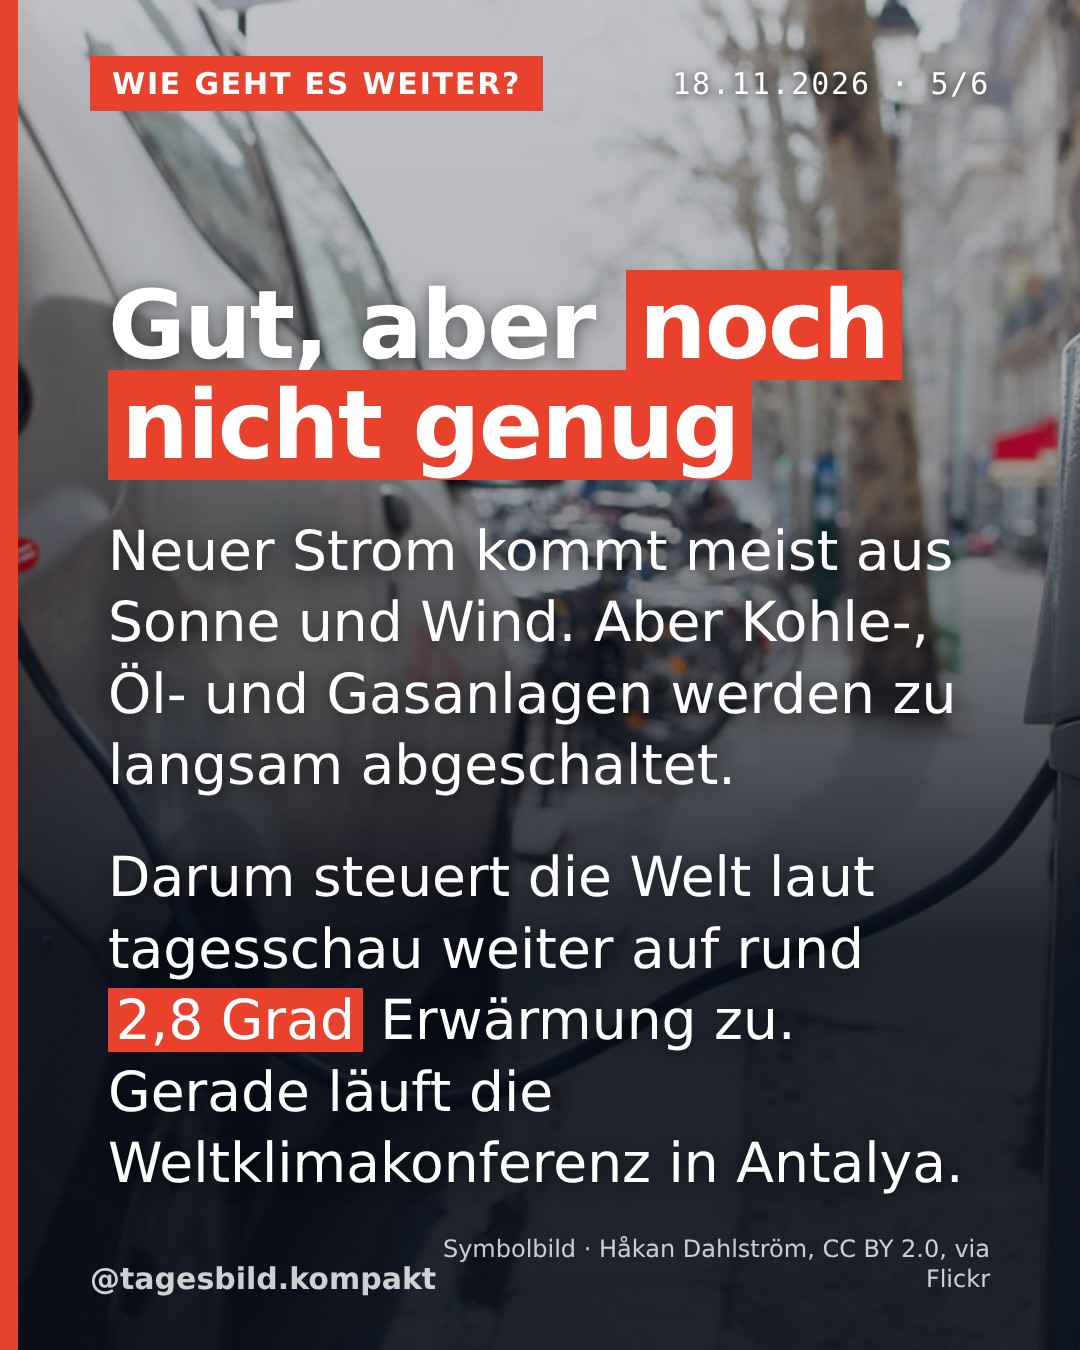 WIE GEHT ES WEITER?
18.11.2026 · 5/6
Gut, aber noch
nicht genug
Neuer Strom kommt meist aus
Sonne und Wind. Aber Kohle-,
Öl- und Gasanlagen werden zu
langsam abgeschaltet.
Darum steuert die Welt laut
tagesschau weiter auf rund
2,8 Grad Erwärmung zu.
Gerade läuft die
Weltklimakonferenz in Antalya.
@tagesbild.kompakt
Symbolbild · Håkan Dahlström, CC BY 2.0, via
Flickr